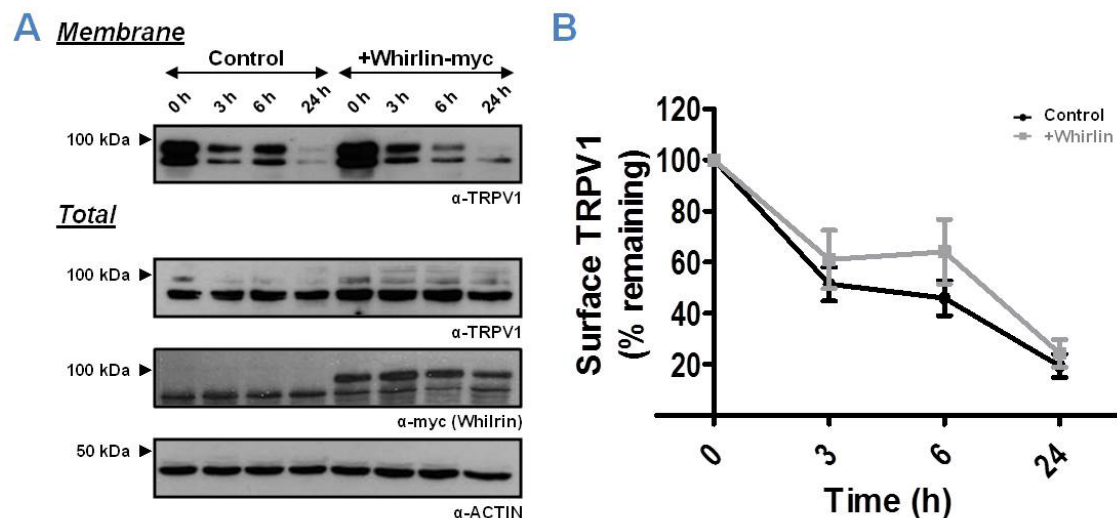 A Membrane
Control +Whirlin-myc
0 h 3 h 6 h 24 h 0 h 3 h 6 h 24 h
100 kDa
α-TRPV1
Total
100 kDa
α-TRPV1
100 kDa
α-myc (Whilrin)
50 kDa
α-ACTIN
B
Control
+Whirlin
Surface TRPV1
(% remaining)
120
100
80
60
40
20
0 3 6 24
Time (h)